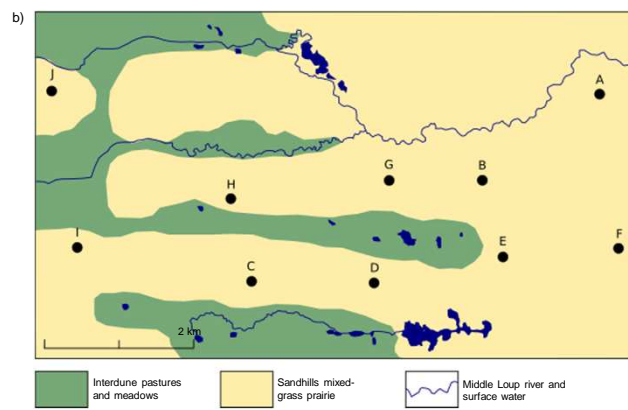 b)
J
A
G
B
H
I
F
E
C
D
2 km
Interdune pastures
and meadows
Sandhills mixed-
grass prairie
Middle Loup river and
surface water